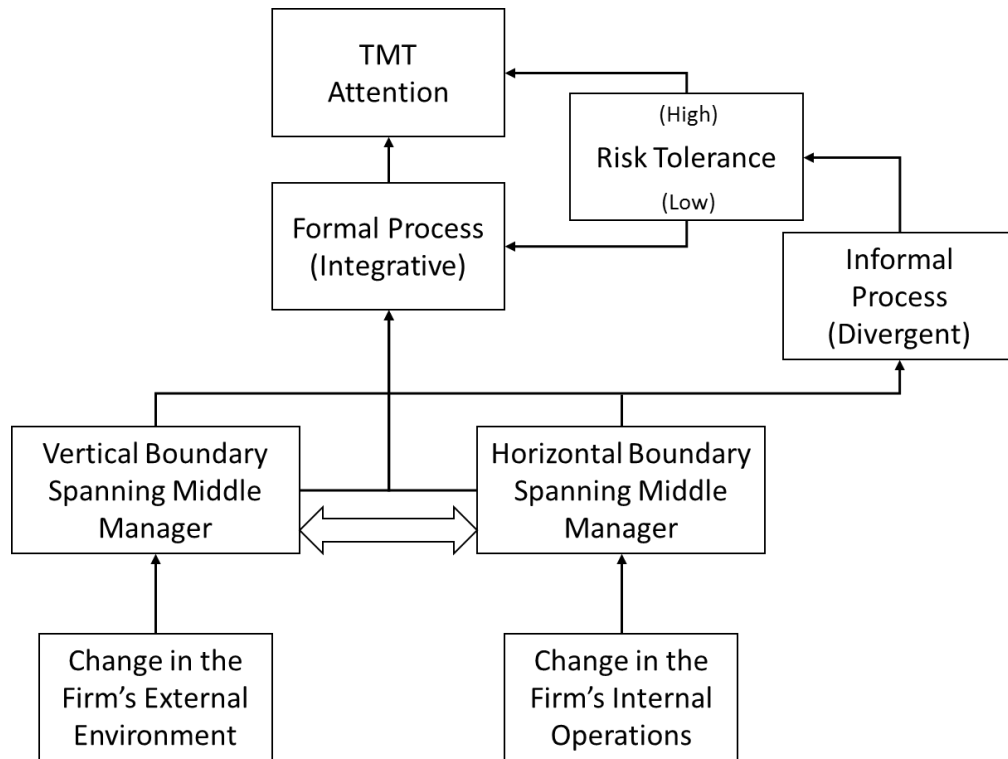 TMT
Attention
(High)
Risk Tolerance
(Low)
Formal Process
(Integrative)
Informal
Process
(Divergent)
Vertical Boundary
Spanning Middle
Manager
Horizontal Boundary
Spanning Middle
Manager
Change in the
Firm’s External
Environment
Change in the
Firm’s Internal
Operations